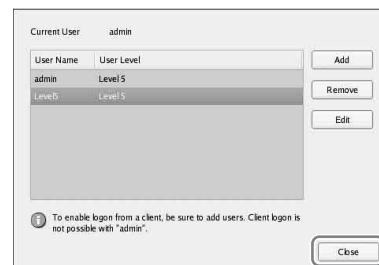 Current User admin
User Name User Level
admin Level 5
Level5 Level 5
Add
Remove
Edit
To enable logon from a client, be sure to add users. Client logon is
not possible with "admin".
Close